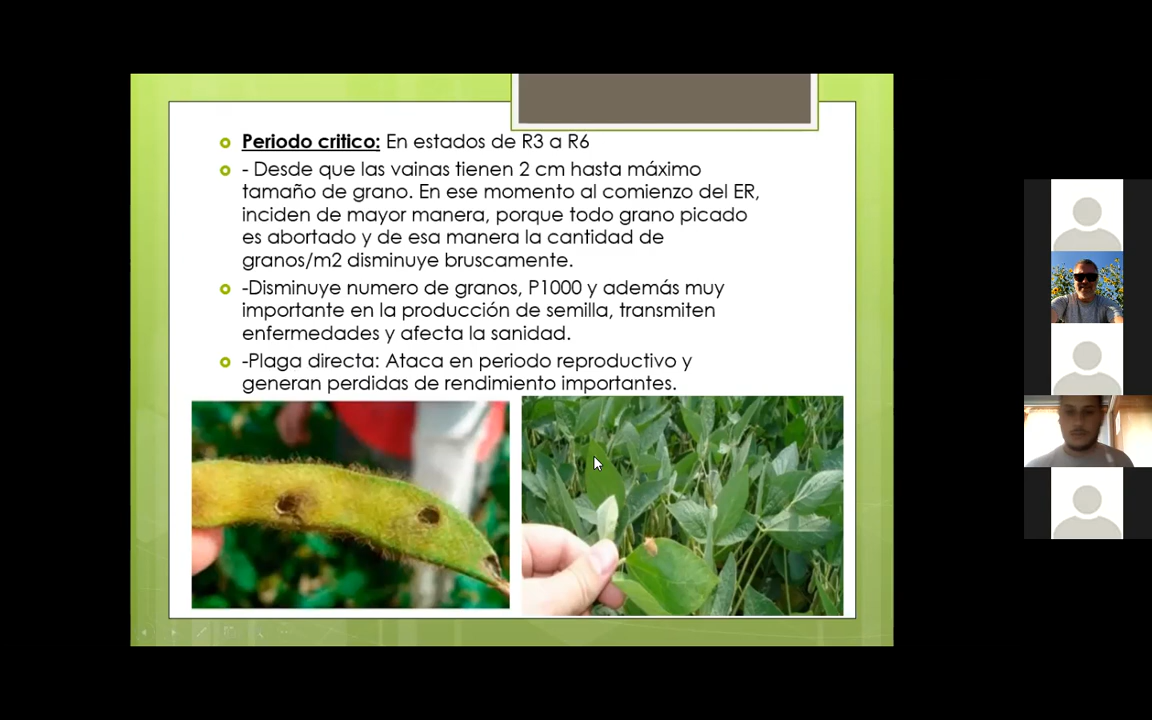 Periodo critico: En estados de R3 a R6
- Desde que las vainas tienen 2 cm hasta máximo
tamaño de grano. En ese momento al comienzo del ER,
inciden de mayor manera, porque todo grano picado
es abortado y de esa manera la cantidad de
granos/m2 disminuye bruscamente.
-Disminuye numero de granos, P1000 y además muy
importante en la producción de semilla, transmiten
enfermedades y afecta la sanidad.
-Plaga directa: Ataca en periodo reproductivo y
generan perdidas de rendimiento importantes.